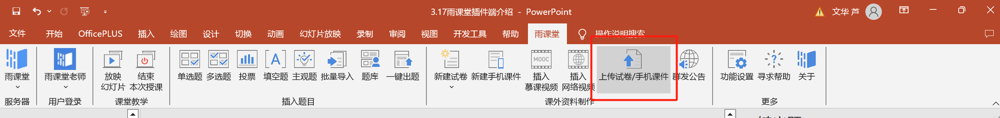 3.17雨课堂插件端介绍 - PowerPoint
文华 芦
文件 开始 OfficePLUS 插入 绘图 设计 切换 动画 幻灯片放映 录制 审阅 视图 开发工具 帮助 雨课堂 操作说明搜索
雨课堂
雨课堂老师
放映
幻灯片
结束
本次授课
单选题
多选题
投票
A
填空题
主观题
批量导入
题库
一键出题
新建试卷
新建手机课件
MOOC
插入
慕课视频
插入
网络视频
上传试卷/手机课件
群发公告
功能设置
?
寻求帮助
关于
服务器 用户登录 课堂教学 插入题目 课外资料制作 更多